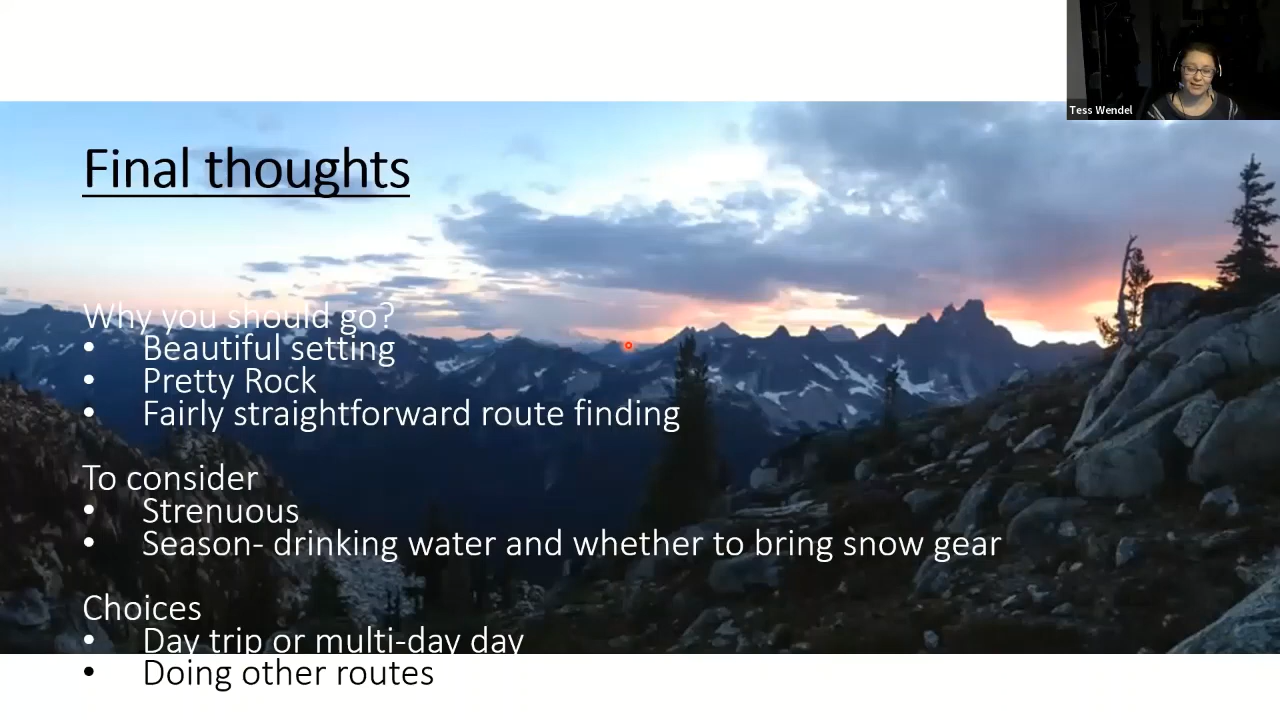 Tess Wendel
Final thoughts
Why you should go?
• Beautiful setting
• Pretty Rock
• Fairly straightforward route finding
To consider
• Strenuous
• Season- drinking water and whether to bring snow gear
Choices
• Day trip or multi-day day
• Doing other routes